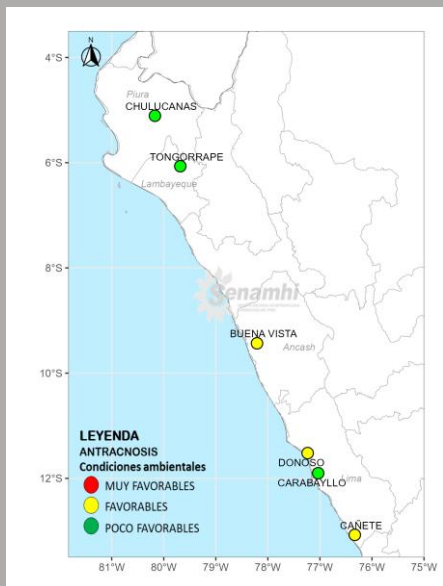 N
4°S
Piura
CHULUCANAS
TONGORRAPE
6°S
Lambayeque
8°S
Senamhi
BUENA VISTA
Ancash
10°S
LEYENDA
ANTRACNOSIS
Condiciones ambientales
MUY FAVORABLES
FAVORABLES
POCO FAVORABLES
DONOSO
CARABAYLLO
Lima
12°S
CAÑETE
81°W 80°W 79°W 78°W 77°W 76°W 75°W